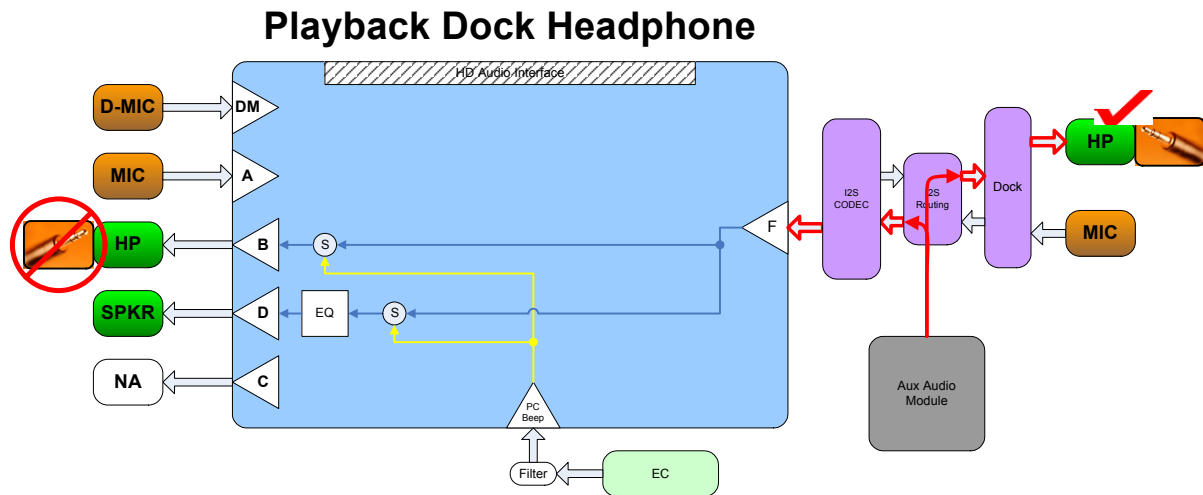 Playback Dock Headphone
HD Audio Interface
D-MIC
DM
MIC
A
HP
B
S
SPKR
D
EQ
S
NA
C
PC
Beep
Filter
EC
F
I2S
CODEC
I2S
Routing
Dock
HP
MIC
Aux Audio
Module